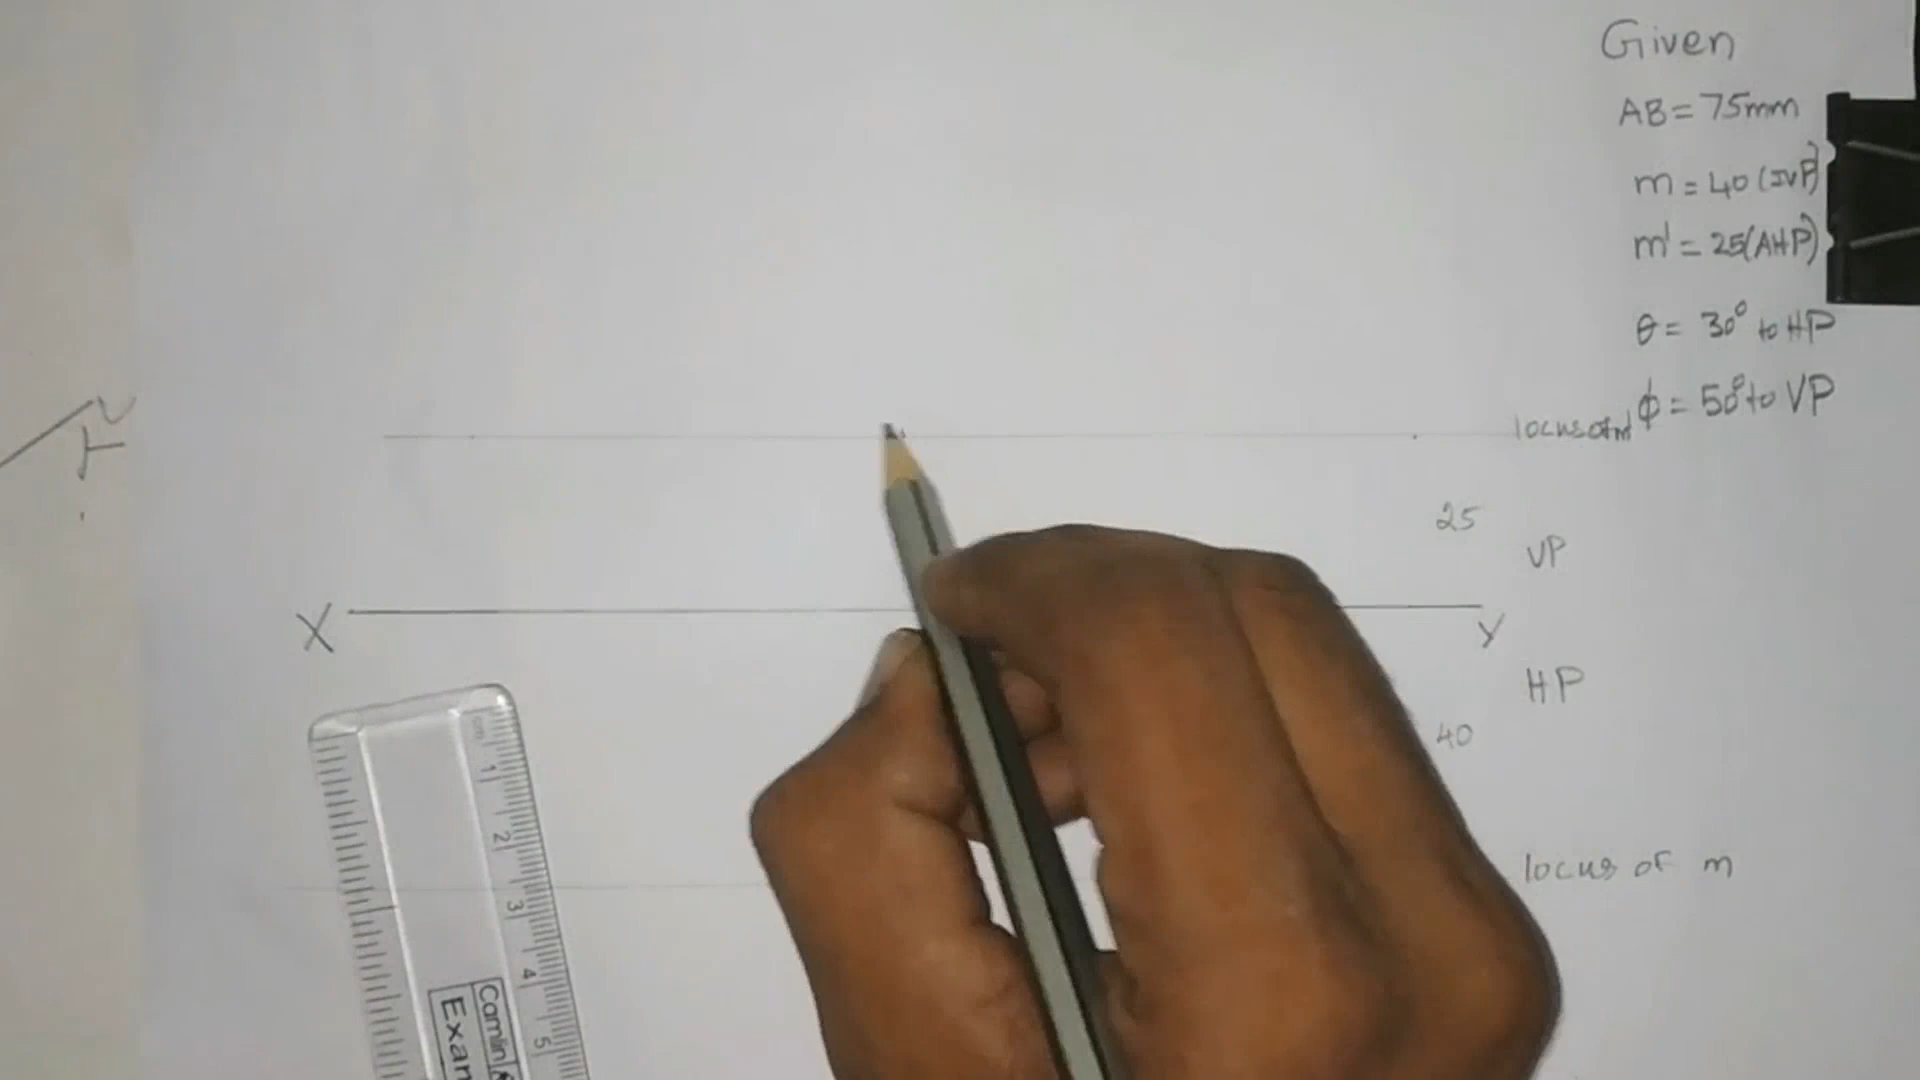 Given
AB = 75mm
m = 40 (IVP)
m' = 25(AHP)
θ = 30° to HP
φ = 50° to VP
locus of m'
25
VP
X
Y
HP
40
locus of m
1
2
3
4
5
Camlin
Exam